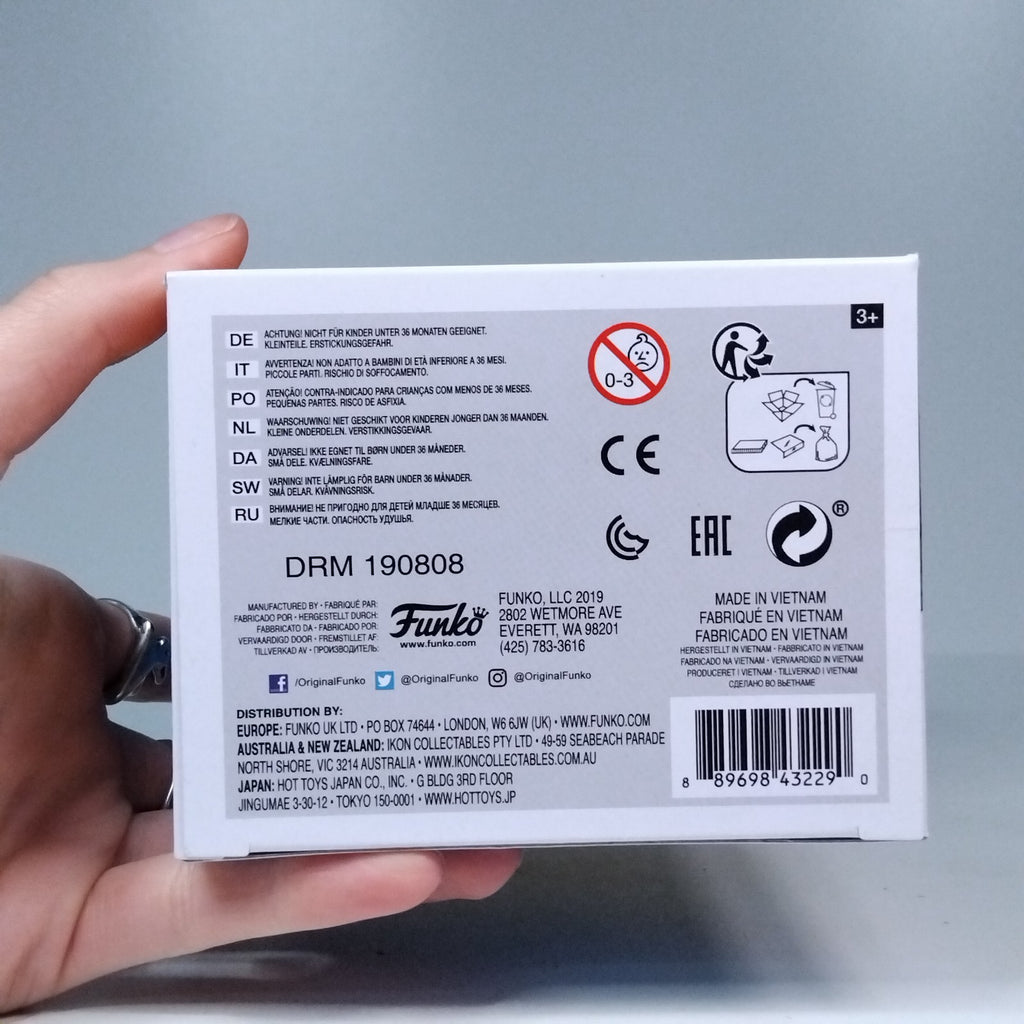 3+
DE ACHTUNG! NICHT FÜR KINDER UNTER 36 MONATEN GEEIGNET.
KLEINTEILE. ERSTICKUNGSGEFAHR.
IT AVVERTENZA! NON ADATTO A BAMBINI DI ETÀ INFERIORE A 36 MESI.
PICCOLE PARTI. RISCHIO DI SOFFOCAMENTO.
PO ATENÇÃO! CONTRA-INDICADO PARA CRIANÇAS COM MENOS DE 36 MESES.
PEQUENAS PARTES. RISCO DE ASFIXIA.
NL WAARSCHUWING! NIET GESCHIKT VOOR KINDEREN JONGER DAN 36 MAANDEN.
KLEINE ONDERDELEN. VERSTIKKINGSGEVAAR.
DA ADVARSEL! IKKE EGNET TIL BØRN UNDER 36 MÅNEDER.
SMÅ DELE. KVÆLNINGSFARE.
SW VARNING! INTE LÄMPLIG FÖR BARN UNDER 36 MÅNADER.
SMÅ DELAR. KVÄVNINGSRISK.
RU ВНИМАНИЕ! НЕ ПРИГОДНО ДЛЯ ДЕТЕЙ МЛАДШЕ 36 МЕСЯЦЕВ.
МЕЛКИЕ ЧАСТИ. ОПАСНОСТЬ УДУШЬЯ.
0-3
CE
EAC
®
DRM 190808
MANUFACTURED BY • FABRIQUÉ PAR:
FABRICADO POR • HERGESTELLT DURCH:
FABBRICATO DA • FABRICADO POR:
VERVAARDIGD DOOR • FREMSTILLET AF:
TILLVERKAD AV • ПРОИЗВОДИТЕЛЬ:
Funko
www.funko.com
FUNKO, LLC 2019
2802 WETMORE AVE
EVERETT, WA 98201
(425) 783-3616
MADE IN VIETNAM
FABRIQUÉ EN VIETNAM
FABRICADO EN VIETNAM
HERGESTELLT IN VIETNAM • FABBRICATO IN VIETNAM
FABRICADO NA VIETNAM • VERVAARDIGD IN VIETNAM
PRODUCERET I VIETNAM • TILLVERKAD I VIETNAM
СДЕЛАНО ВО ВЬЕТНАМЕ
/OriginalFunko @OriginalFunko @OriginalFunko
DISTRIBUTION BY:
EUROPE: FUNKO UK LTD • PO BOX 74644 • LONDON, W6 6JW (UK) • WWW.FUNKO.COM
AUSTRALIA & NEW ZEALAND: IKON COLLECTABLES PTY LTD • 49-59 SEABEACH PARADE
NORTH SHORE, VIC 3214 AUSTRALIA • WWW.IKONCOLLECTABLES.COM.AU
JAPAN: HOT TOYS JAPAN CO., INC. • G BLDG 3RD FLOOR
JINGUMAE 3-30-12 • TOKYO 150-0001 • WWW.HOTTOYS.JP
8 89698 43229 0